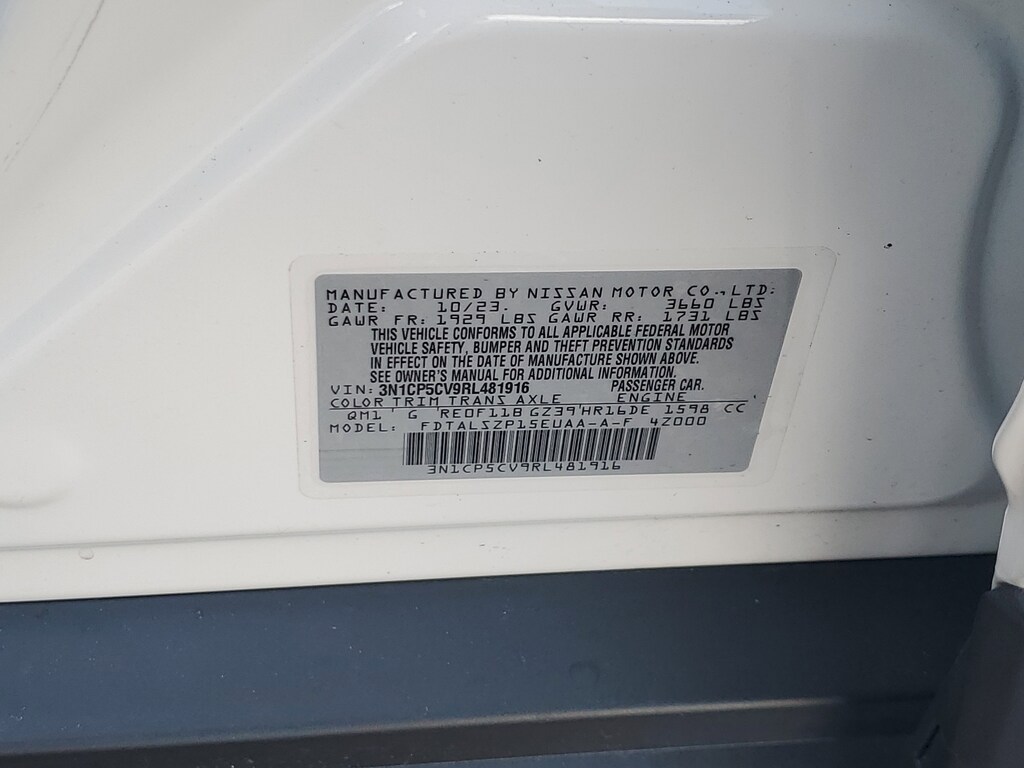 MANUFACTURED BY NISSAN MOTOR CO., LTD.
DATE: 10/23. GVWR: 3660 LBS
GAWR FR: 1929 LBS GAWR RR: 1731 LBS
THIS VEHICLE CONFORMS TO ALL APPLICABLE FEDERAL MOTOR
VEHICLE SAFETY, BUMPER AND THEFT PREVENTION STANDARDS
IN EFFECT ON THE DATE OF MANUFACTURE SHOWN ABOVE.
SEE OWNER'S MANUAL FOR ADDITIONAL INFORMATION.
VIN: 3N1CP5CV9RL481916 PASSENGER CAR.
COLOR TRIM TRANS AXLE ENGINE
QM1 G RE0F11B GZ39 HR16DE 1598 CC
MODEL: FDTALSZP15EUAA-A-F 4Z000
3N1CP5CV9RL481916